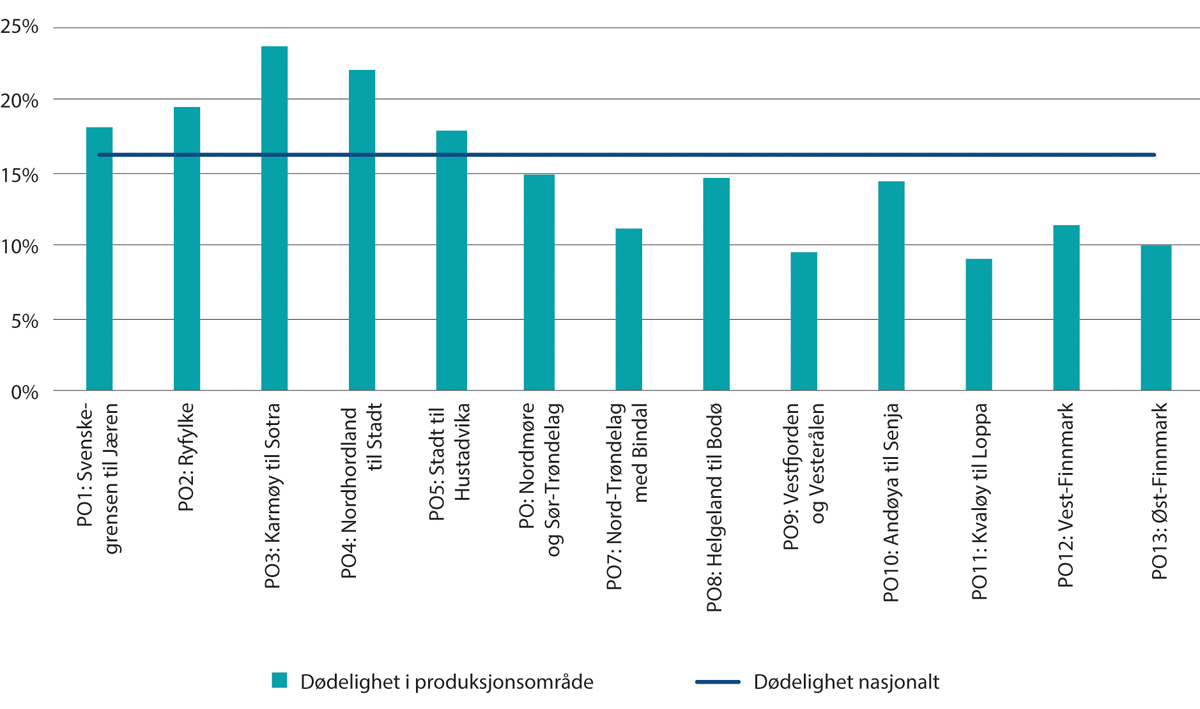 25%
20%
15%
10%
5%
0%
PO1: Svenske-
grensen til Jæren
PO2: Ryfylke
PO3: Karmøy til Sotra
PO4: Nordhordland
til Stadt
PO5: Stadt til
Hustadvika
PO: Nordmøre
og Sør-Trøndelag
PO7: Nord-Trøndelag
med Bindal
PO8: Helgeland til Bodø
PO9: Vestfjorden
og Vesterålen
PO10: Andøya til Senja
PO11: Kvaløy til Loppa
PO12: Vest-Finnmark
PO13: Øst-Finnmark
Dødelighet i produksjonsområde
Dødelighet nasjonalt